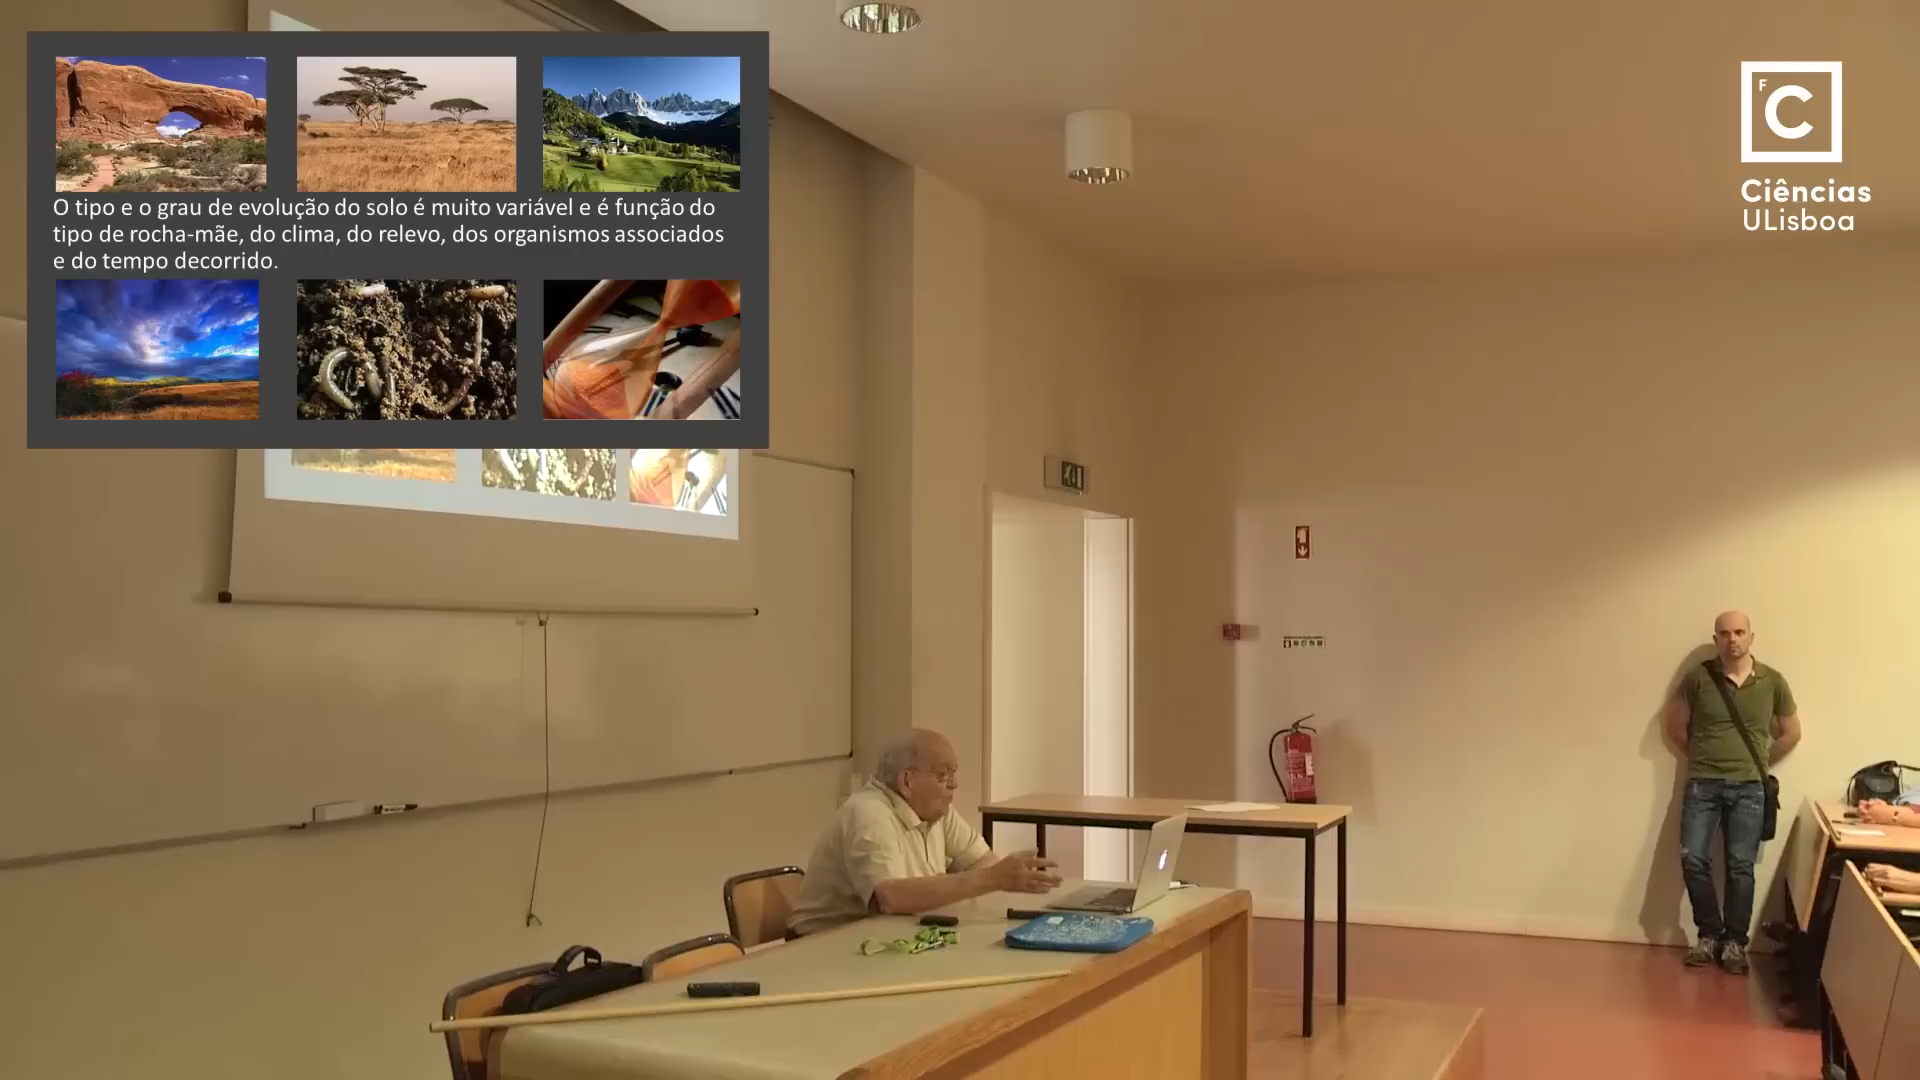 O tipo e o grau de evolução do solo é muito variável e é função do
tipo de rocha-mãe, do clima, do relevo, dos organismos associados
e do tempo decorrido.
F
C
Ciências
ULisboa